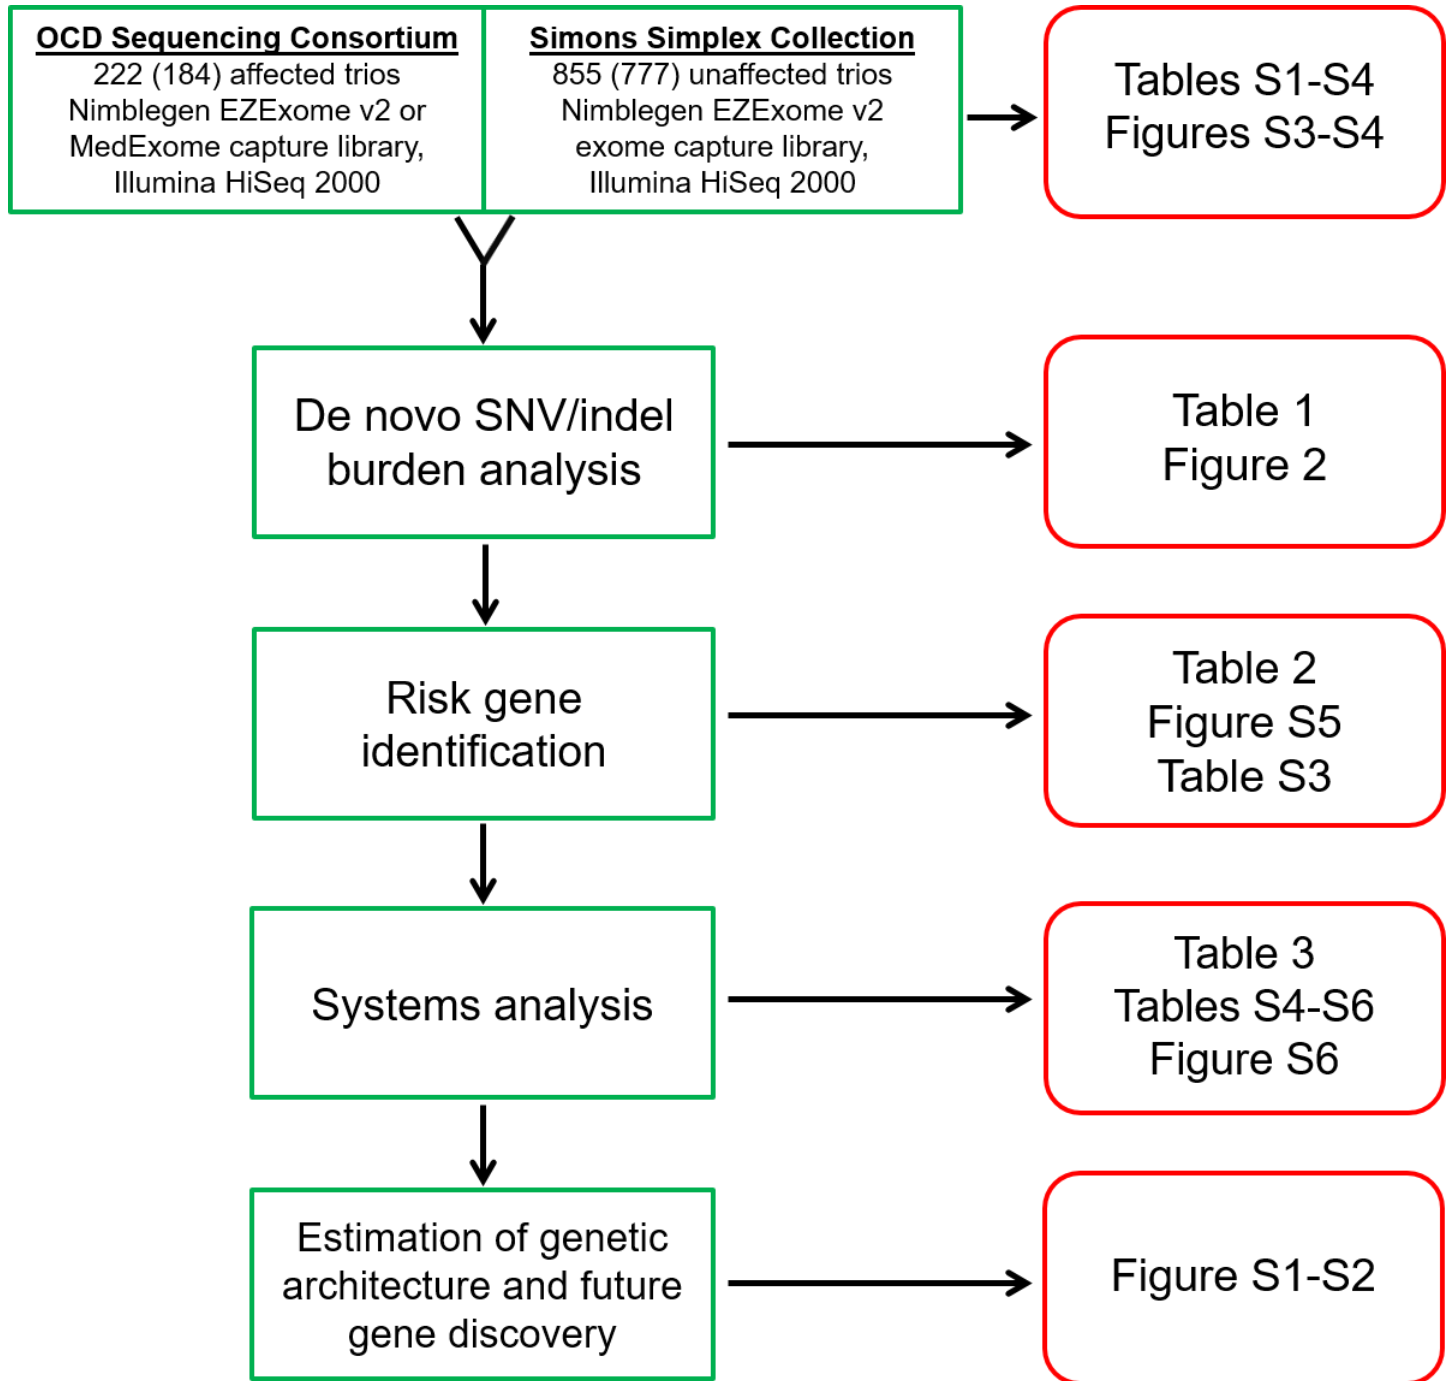 OCD Sequencing Consortium
222 (184) affected trios
Nimblegen EZExome v2 or
MedExome capture library,
Illumina HiSeq 2000
Simons Simplex Collection
855 (777) unaffected trios
Nimblegen EZExome v2
exome capture library,
Illumina HiSeq 2000
Tables S1-S4
Figures S3-S4
De novo SNV/indel
burden analysis
Table 1
Figure 2
Risk gene
identification
Table 2
Figure S5
Table S3
Systems analysis
Table 3
Tables S4-S6
Figure S6
Estimation of genetic
architecture and future
gene discovery
Figure S1-S2